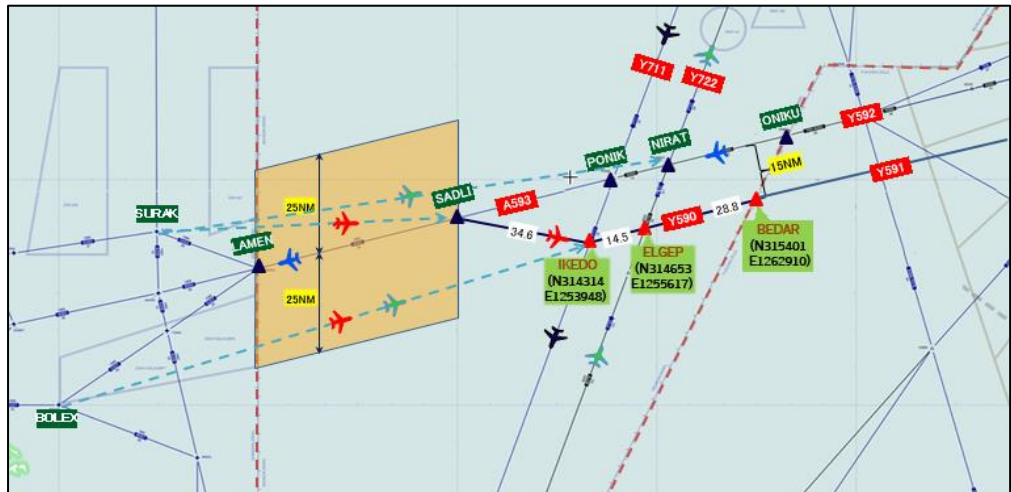 Y711
Y722
ONIKU
Y592
NIRAT
PONIK
15NM
Y591
25NM
SADLI
A593
SURAK
28.8
LAMEN
34.6
14.5
Y590
BEDAR
(N315401
E1262910)
IKEDO
(N314314
E1253948)
ELGEP
(N314653
E1255617)
25NM
BOLEX